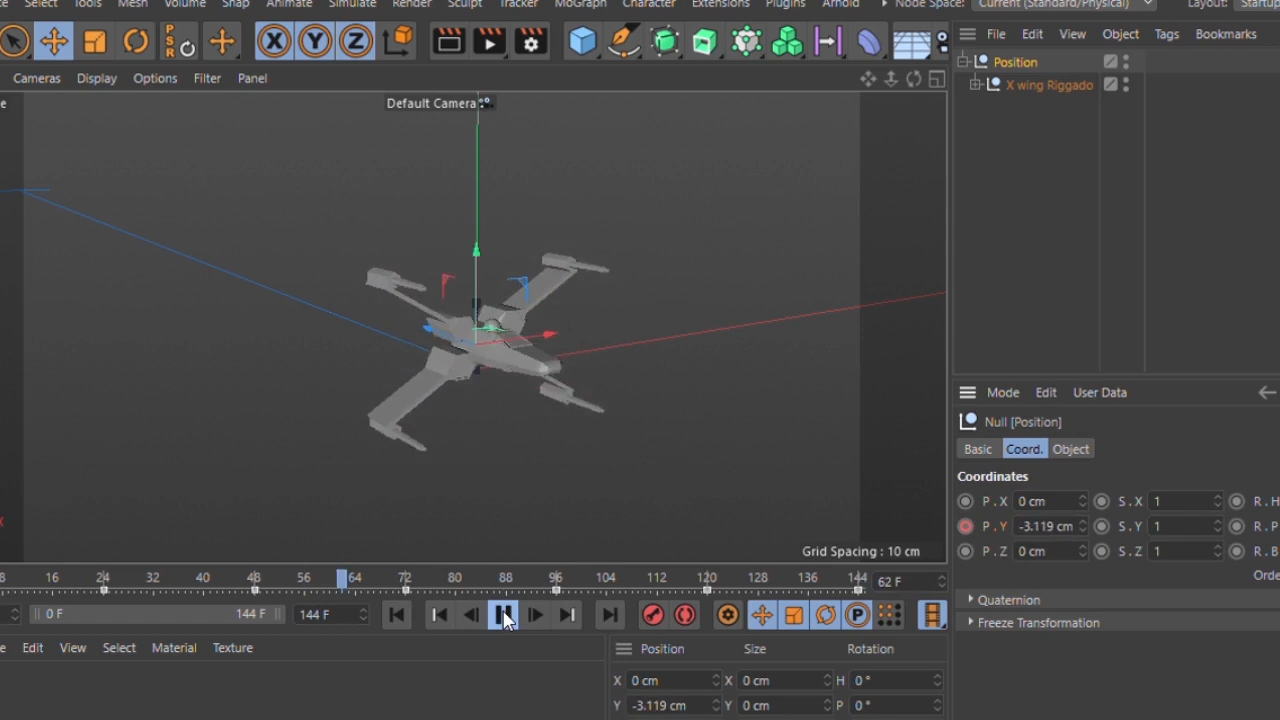 Select Tools Mesh Volume Snap Animate Simulate Render Sculpt Tracker MoGraph Character Extensions Plugins Arnold Node Space: Current (Standard/Physical) Layout: Startup
PSR X Y Z
File Edit View Object Tags Bookmarks
Cameras Display Options Filter Panel
Position
X wing Riggado
Default Camera
Mode Edit User Data
Null [Position]
Basic Coord. Object
Coordinates
P . X 0 cm S . X 1 R . H
P . Y -3.119 cm S . Y 1 R . P
P . Z 0 cm S . Z 1 R . B
Orde
Grid Spacing : 10 cm
8 16 24 32 40 48 56 64 72 80 88 96 104 112 120 128 136 144 62 F
Quaternion
Freeze Transformation
0 F 144 F 144 F P
Edit View Select Material Texture
Position Size Rotation
X 0 cm X 0 cm H 0 °
Y -3.119 cm Y 0 cm P 0 °